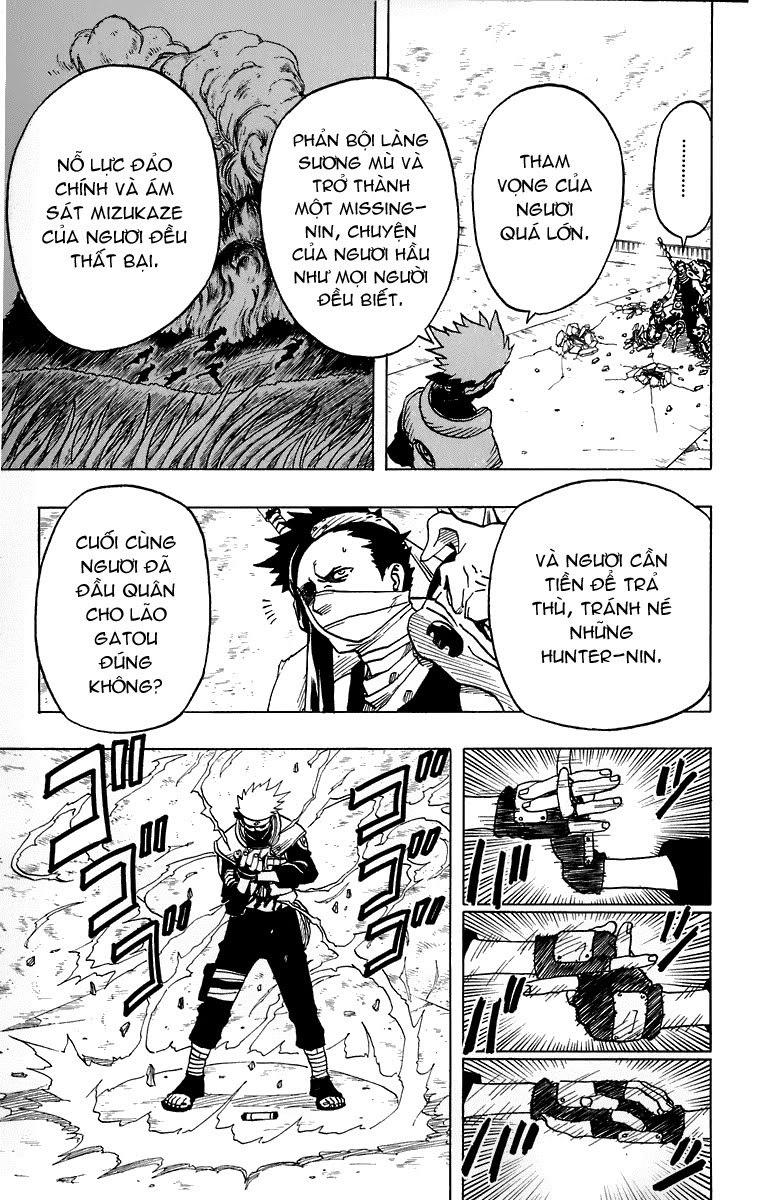 .........
THAM
VỌNG CỦA
NGƯƠI
QUÁ LỚN.
PHẢN BỘI LÀNG
SƯƠNG MÙ VÀ
TRỞ THÀNH
MỘT MISSING-
NIN, CHUYỆN
CỦA NGƯƠI HẦU
NHƯ MỌI NGƯỜI
ĐỀU BIẾT.
NỖ LỰC ĐẢO
CHÍNH VÀ ÁM
SÁT MIZUKAZE
CỦA NGƯƠI ĐỀU
THẤT BẠI.
VÀ NGƯƠI CẦN
TIỀN ĐỂ TRẢ
THÙ, TRÁNH NÉ
NHỮNG
HUNTER-NIN.
CUỐI CÙNG
NGƯƠI ĐÃ
ĐẦU QUÂN
CHO LÃO
GATOU
ĐÚNG
KHÔNG?
ゴゴゴ
ゴゴゴ